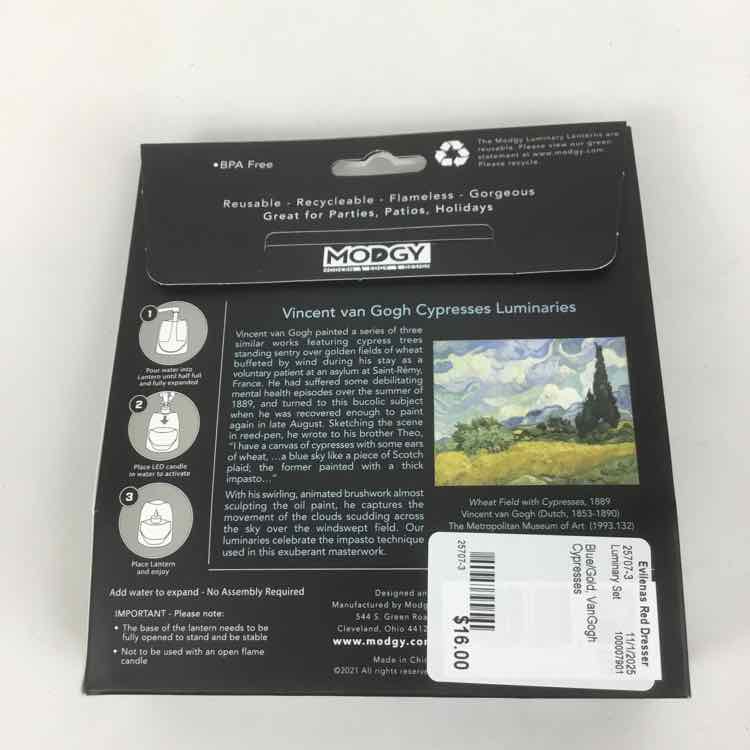 •BPA Free
The Modgy Luminary Lanterns are
reusable. Please view our green
statement at www.modgy.com.
Please recycle.
Reusable - Recycleable - Flameless - Gorgeous
Great for Parties, Patios, Holidays
MODGY
MODERN + EDGY + DESIGN
Vincent van Gogh Cypresses Luminaries
1
Pour water into
Lantern until half full
and fully expanded
2
Place LED candle
in water to activate
3
Place Lantern
and enjoy
Vincent van Gogh painted a series of three
similar works featuring cypress trees
standing sentry over golden fields of wheat
buffeted by wind during his stay as a
voluntary patient at an asylum at Saint-Rémy,
France. He had suffered some debilitating
mental health episodes over the summer of
1889, and turned to this bucolic subject
when he was recovered enough to paint
again in late August. Sketching the scene
in reed-pen, he wrote to his brother Theo,
"I have a canvas of cypresses with some ears
of wheat, ...a blue sky like a piece of Scotch
plaid; the former painted with a thick
impasto..."
With his swirling, animated brushwork almost
sculpting the oil paint, he captures the
movement of the clouds scudding across
the sky over the windswept field. Our
luminaries celebrate the impasto technique
used in this exuberant masterwork.
Wheat Field with Cypresses, 1889
Vincent van Gogh (Dutch, 1853-1890)
The Metropolitan Museum of Art (1993.132)
Add water to expand - No Assembly Required
IMPORTANT - Please note:
• The base of the lantern needs to be
fully opened to stand and be stable
• Not to be used with an open flame
candle
Designed an
Manufactured by Modg
544 S. Green Roa
Cleveland, Ohio 441
www.modgy.co
Made in Chi
©2021 All rights reserv
Evilenas Red Dresser
25707-3 11/1/2025
Luminary Set 100007901
Blue/Gold. VanGogh
Cypresses
25707-3
$16.00